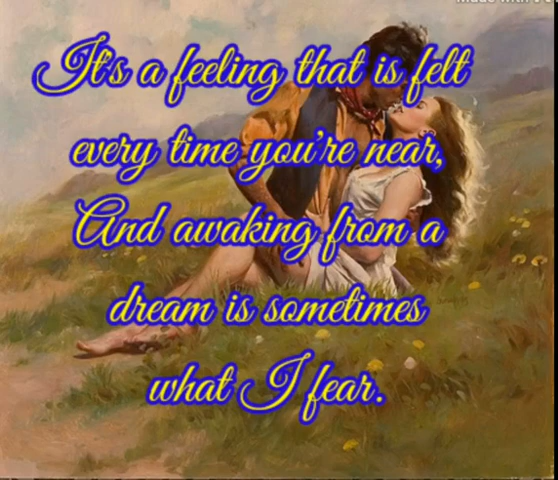 It's a feeling that is felt
every time you're near,
And awaking from a
dream is sometimes
what I fear.